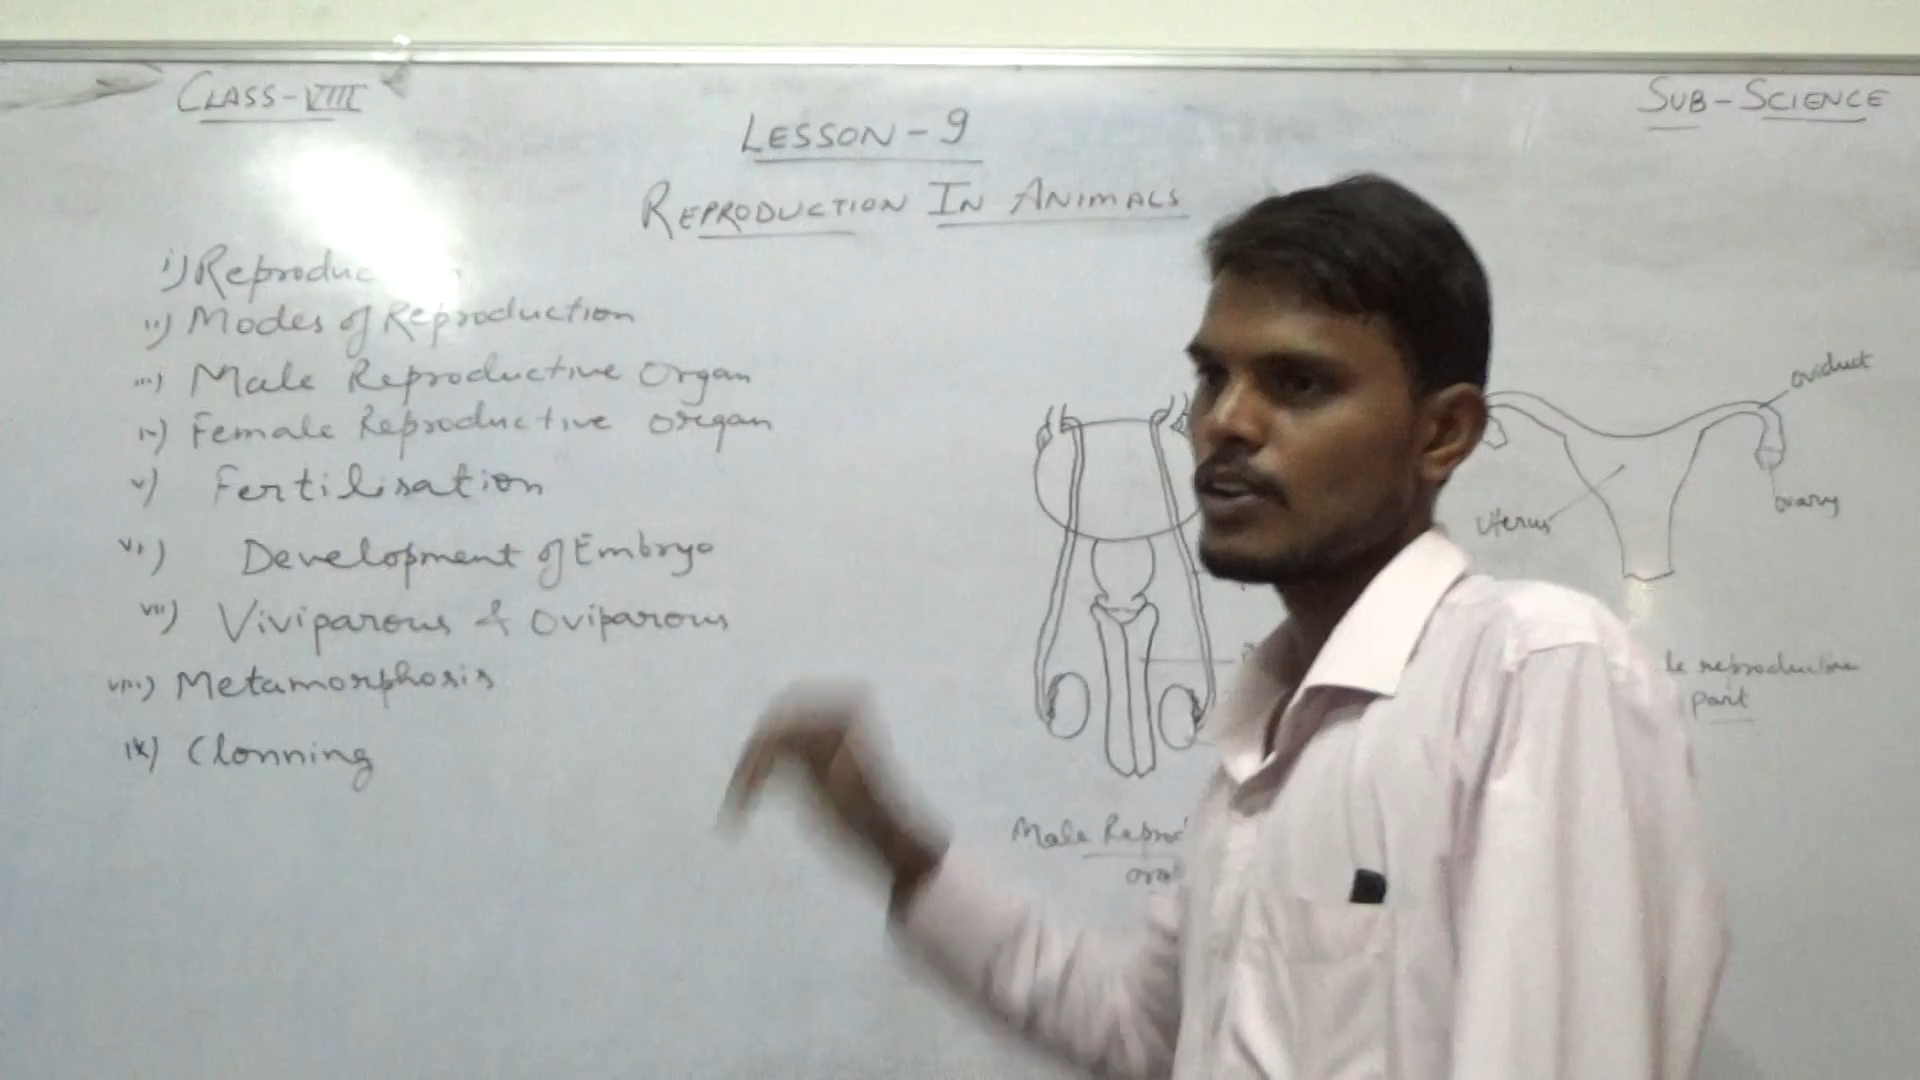 CLASS-VIII
SUB-SCIENCE
LESSON-9
REPRODUCTION IN ANIMALS
i) Reproduc
ii) Modes of Reproduction
iii) Male Reproductive Organ
iv) Female Reproductive organ
v) Fertilisation
vi) Development of Embryo
vii) Viviparous & Oviparous
viii) Metamorphosis
ix) Clonning
oviduct
ovary
Uterus
le reproductive
part
Male Reprod